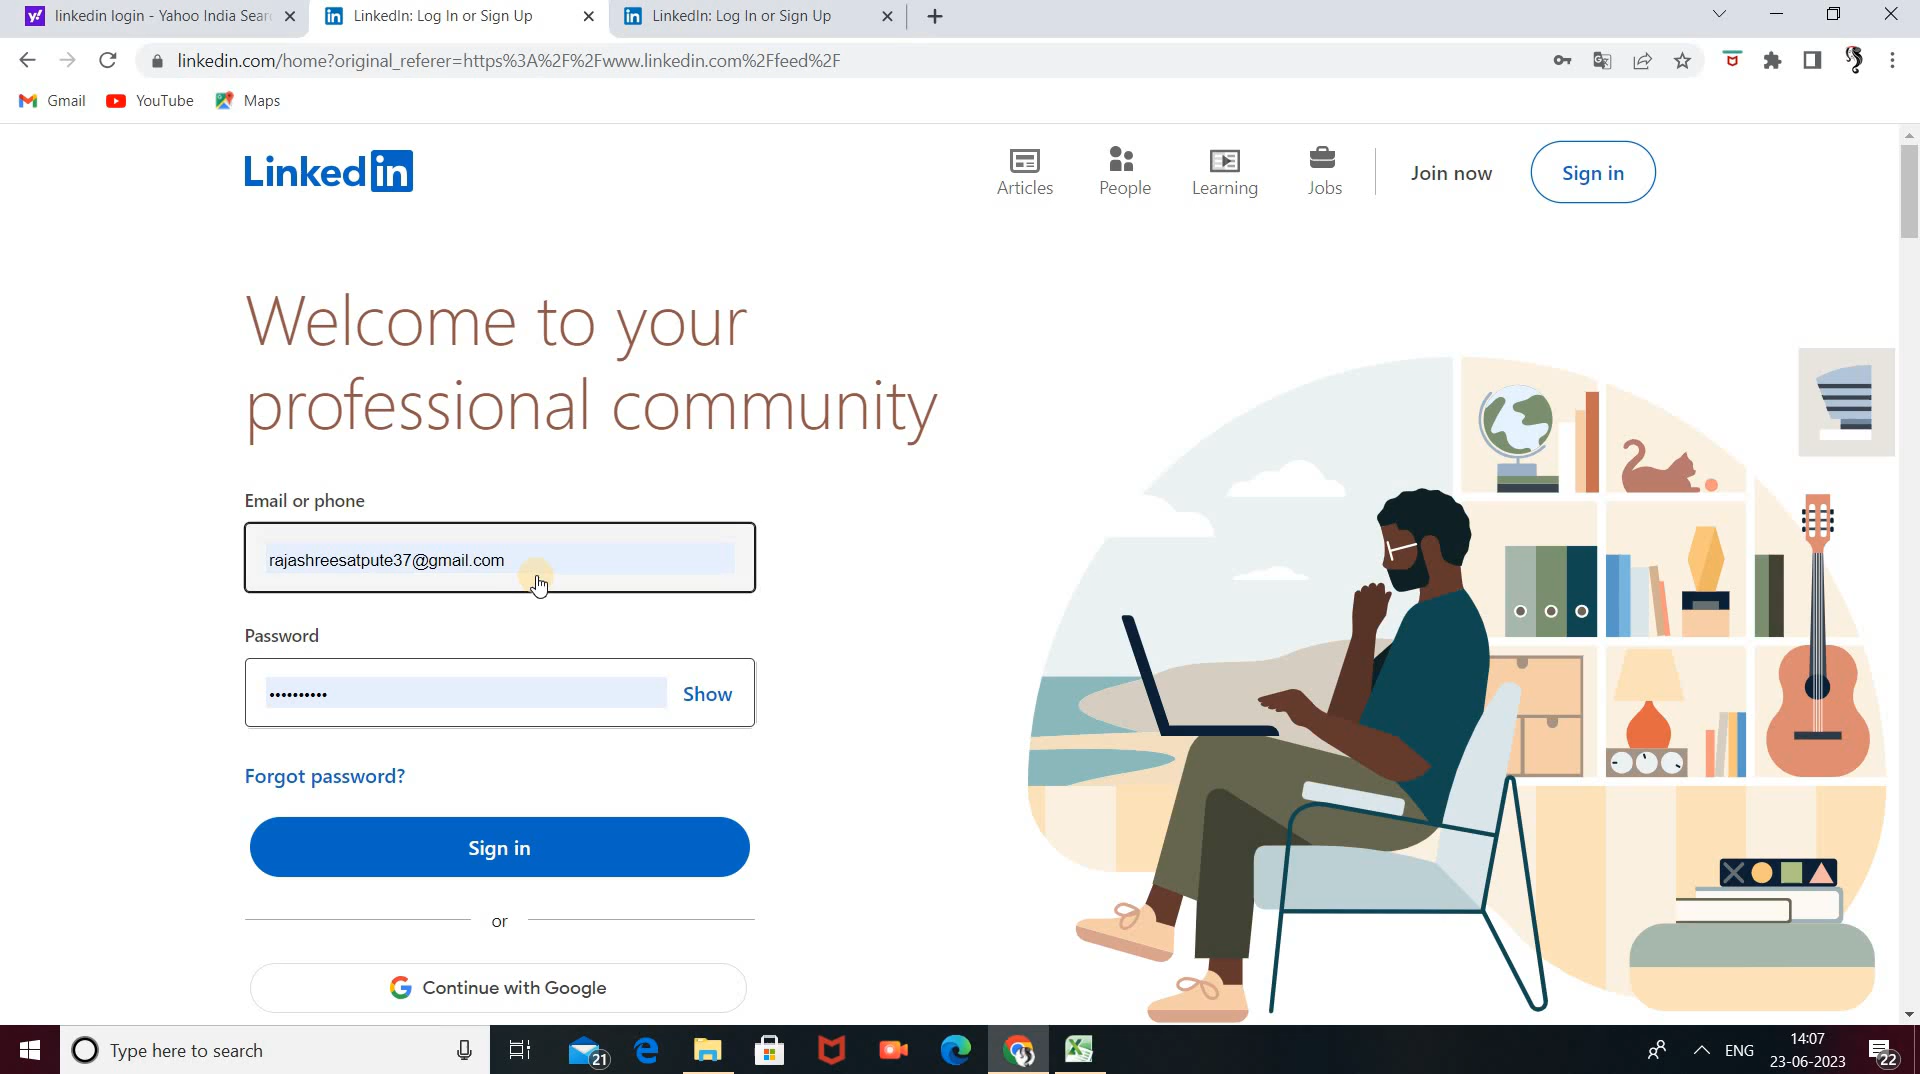 linkedin login - Yahoo India Sear
LinkedIn: Log In or Sign Up
LinkedIn: Log In or Sign Up
linkedin.com/home?original_referer=https%3A%2F%2Fwww.linkedin.com%2Ffeed%2F
Gmail
YouTube
Maps
Linked in
Articles
People
Learning
Jobs
Join now
Sign in
Welcome to your
professional community
Email or phone
rajashreesatpute37@gmail.com
Password
••••••••••
Show
Forgot password?
Sign in
or
Continue with Google
Type here to search
21
ENG
14:07
23-06-2023
22